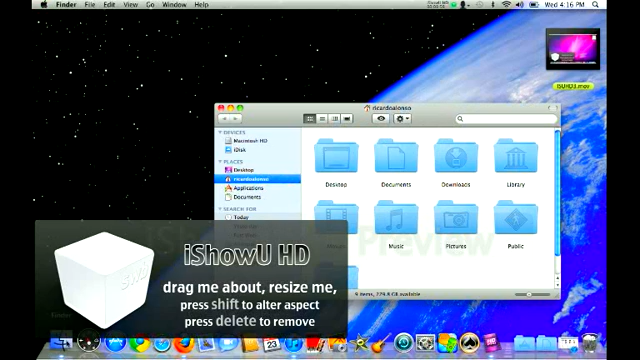 Finder File Edit View Go Window Help
Wed 4:16 PM
ricardoalonso
DEVICES
Macintosh HD
iDisk
PLACES
Desktop
ricardoalonso
Applications
Documents
SEARCH FOR
Today
Desktop Documents Downloads Library
Music Pictures Public
iShowU HD
drag me about, resize me,
press shift to alter aspect
press delete to remove
Preview
23